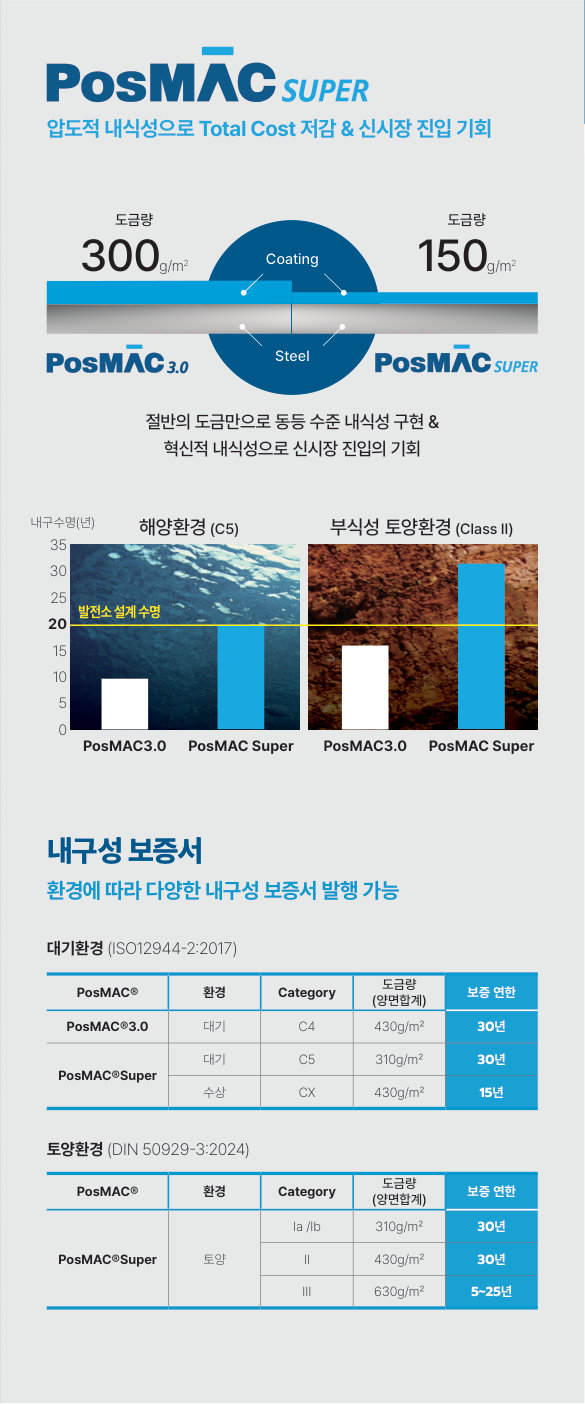 PosMAC SUPER
압도적 내식성으로 Total Cost 저감 & 신시장 진입 기회
도금량
300g/m²
도금량
150g/m²
Coating
Steel
PosMAC 3.0
PosMAC SUPER
절반의 도금만으로 동등 수준 내식성 구현 &
혁신적 내식성으로 신시장 진입의 기회
내구수명(년)
해양환경 (C5)
부식성 토양환경 (Class II)
35
30
25
발전소 설계 수명
20
15
10
5
0
PosMAC3.0 PosMAC Super
PosMAC3.0 PosMAC Super
내구성 보증서
환경에 따라 다양한 내구성 보증서 발행 가능
대기환경 (ISO12944-2:2017)
PosMAC® 환경 Category 도금량 (양면합계) 보증 연한
PosMAC®3.0 대기 C4 430g/m² 30년
PosMAC®Super 대기 C5 310g/m² 30년
수상 CX 430g/m² 15년
토양환경 (DIN 50929-3:2024)
PosMAC® 환경 Category 도금량 (양면합계) 보증 연한
PosMAC®Super 토양 Ia /Ib 310g/m² 30년
II 430g/m² 30년
III 630g/m² 5~25년